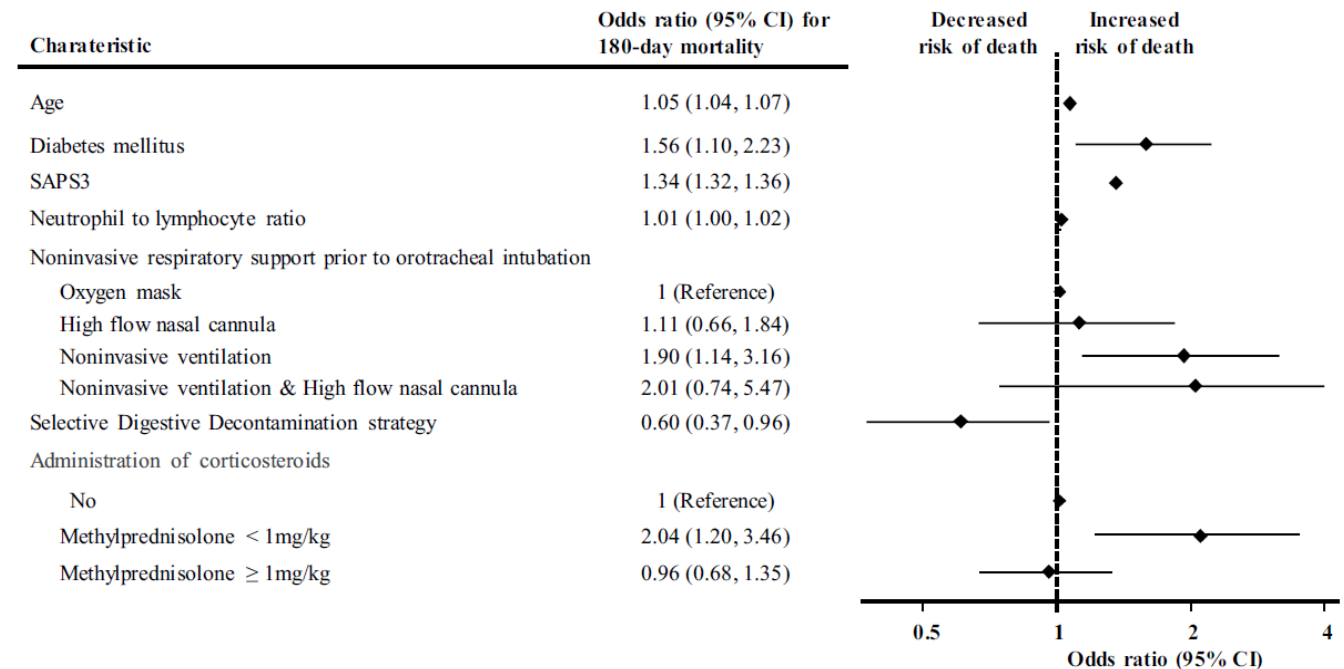 Charateristic
Odds ratio (95% CI) for
180-day mortality
Decreased
risk of death
Increased
risk of death
Age 1.05 (1.04, 1.07)
Diabetes mellitus 1.56 (1.10, 2.23)
SAPS3 1.34 (1.32, 1.36)
Neutrophil to lymphocyte ratio 1.01 (1.00, 1.02)
Noninvasive respiratory support prior to orotracheal intubation
Oxygen mask 1 (Reference)
High flow nasal cannula 1.11 (0.66, 1.84)
Noninvasive ventilation 1.90 (1.14, 3.16)
Noninvasive ventilation & High flow nasal cannula 2.01 (0.74, 5.47)
Selective Digestive Decontamination strategy 0.60 (0.37, 0.96)
Administration of corticosteroids
No 1 (Reference)
Methylprednisolone < 1mg/kg 2.04 (1.20, 3.46)
Methylprednisolone ≥ 1mg/kg 0.96 (0.68, 1.35)
0.5 1 2 4
Odds ratio (95% CI)